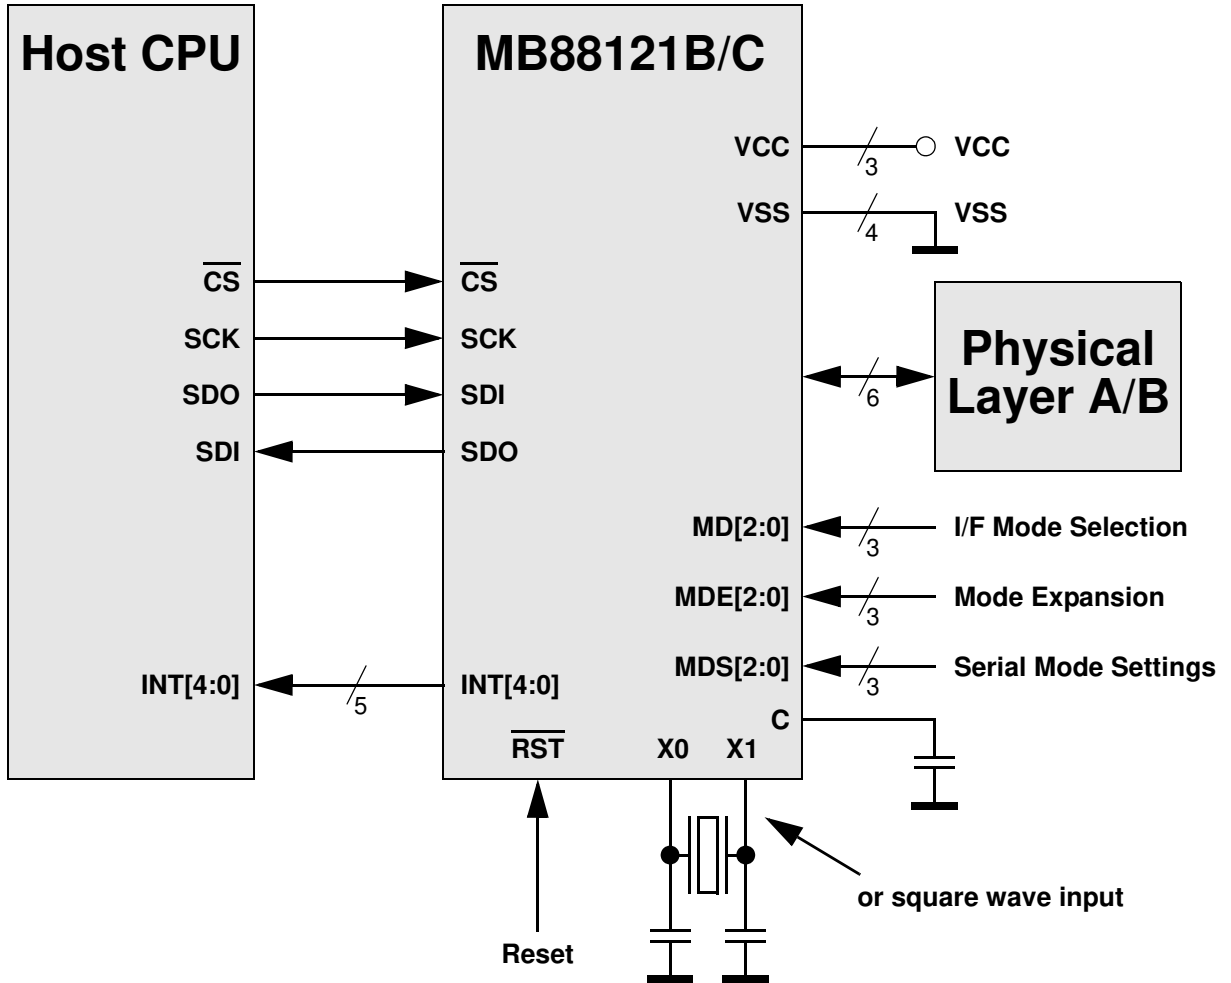 Host CPU
MB88121B/C
VCC
3
VCC
VSS
4
VSS
CS
CS
SCK
SCK
SDO
SDI
SDI
SDO
6
Physical
Layer A/B
MD[2:0]
3
I/F Mode Selection
MDE[2:0]
3
Mode Expansion
MDS[2:0]
3
Serial Mode Settings
INT[4:0]
5
INT[4:0]
C
RST
X0
X1
or square wave input
Reset